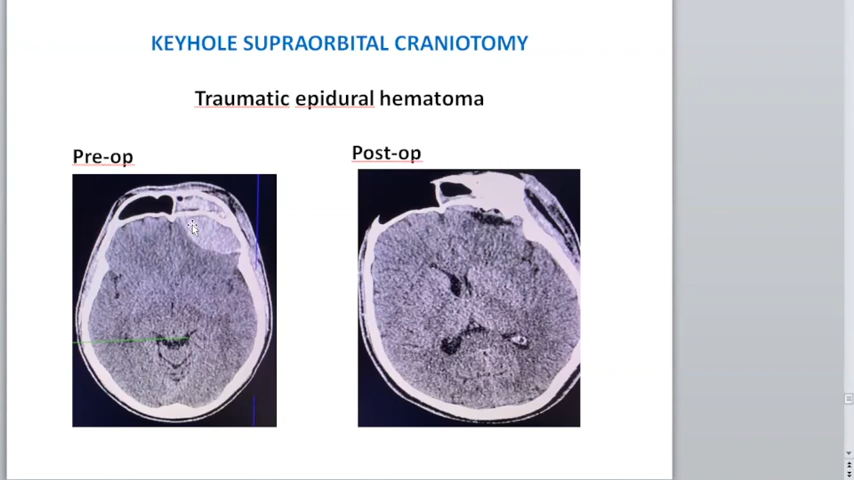 KEYHOLE SUPRAORBITAL CRANIOTOMY
Traumatic epidural hematoma
Pre-op
Post-op